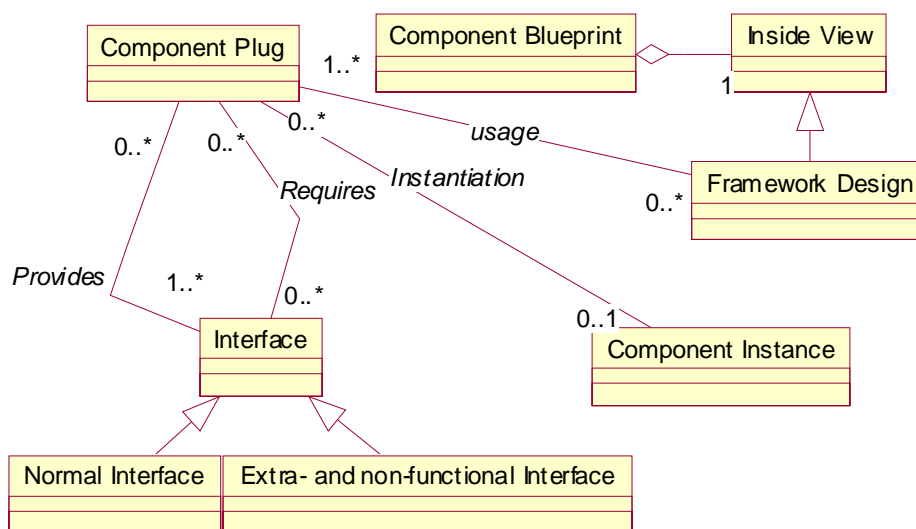 Component Plug
Component Blueprint
Inside View
1..*
1
0..*
0..*
0..*
usage
Requires
Instantiation
Framework Design
0..*
Provides
1..*
0..*
0..1
Interface
Component Instance
Normal Interface
Extra- and non-functional Interface